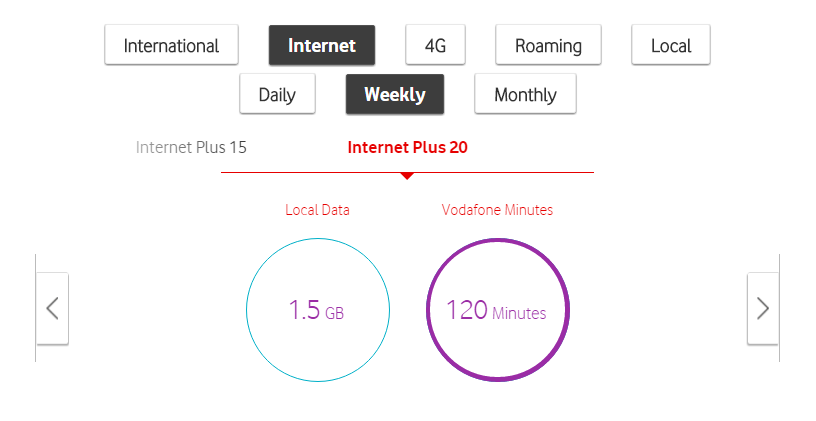 International Internet 4G Roaming Local
Daily Weekly Monthly
Internet Plus 15 Internet Plus 20
Local Data Vodafone Minutes
1.5 GB 120 Minutes